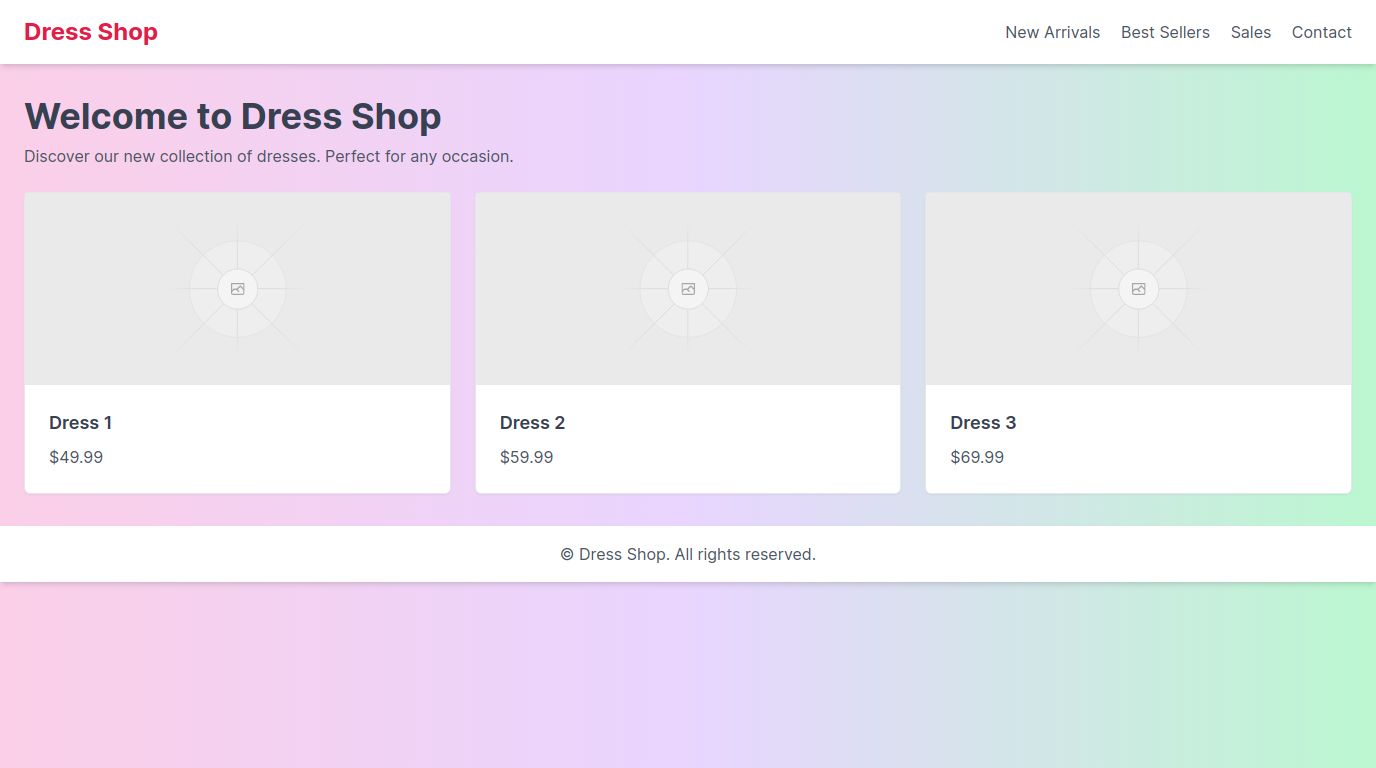 Dress Shop
New Arrivals Best Sellers Sales Contact
Welcome to Dress Shop
Discover our new collection of dresses. Perfect for any occasion.
Dress 1
$49.99
Dress 2
$59.99
Dress 3
$69.99
© Dress Shop. All rights reserved.